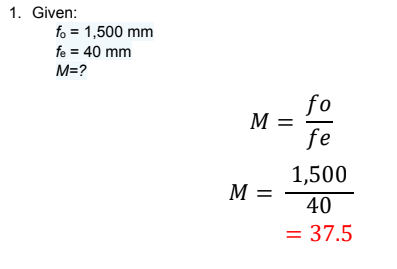 1. Given:
fo = 1,500 mm
fe = 40 mm
M=?
M = fo/fe
M = 1,500/40
= 37.5